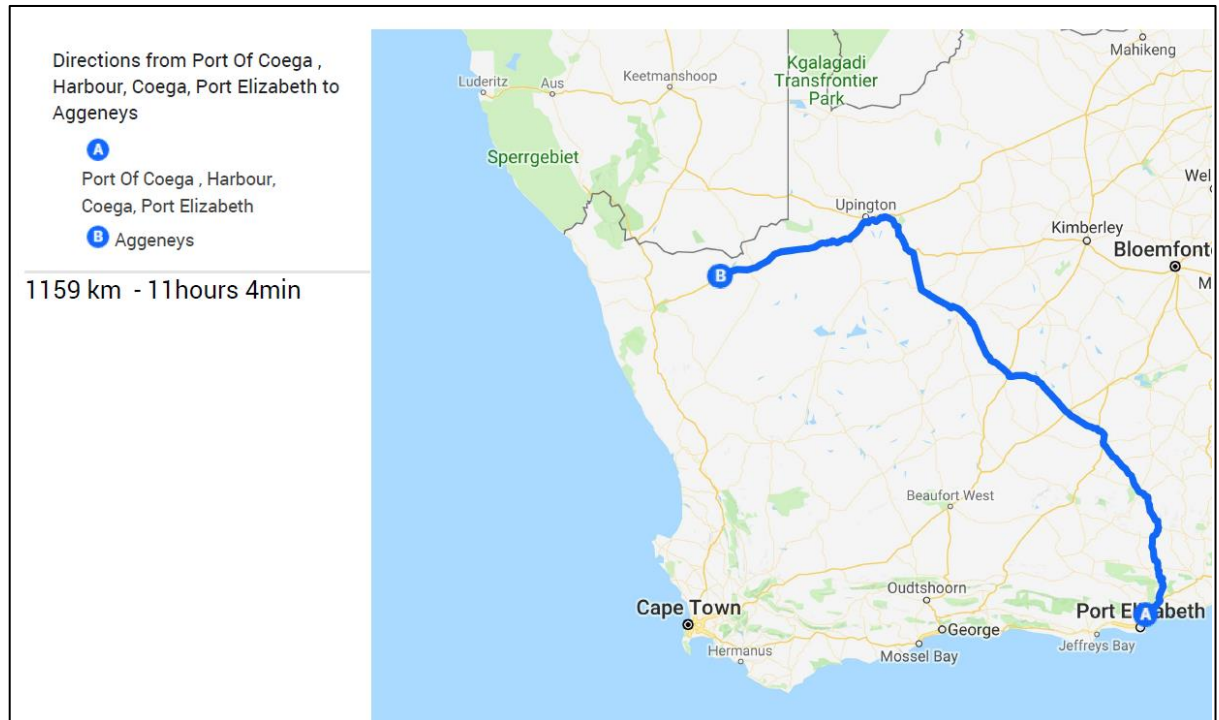 Directions from Port Of Coega ,
Harbour, Coega, Port Elizabeth to
Aggeneys
A
Port Of Coega , Harbour,
Coega, Port Elizabeth
B Aggeneys
1159 km - 11hours 4min
Mahikeng
Kgalagadi
Transfrontier
Park
Luderitz
Aus
Keetmanshoop
Sperrgebiet
Wel
Upington
Kimberley
Bloemfont
M
B
Beaufort West
Oudtshoorn
Cape Town
Port El
A
abeth
George
Hermanus
Mossel Bay
Jeffreys Bay